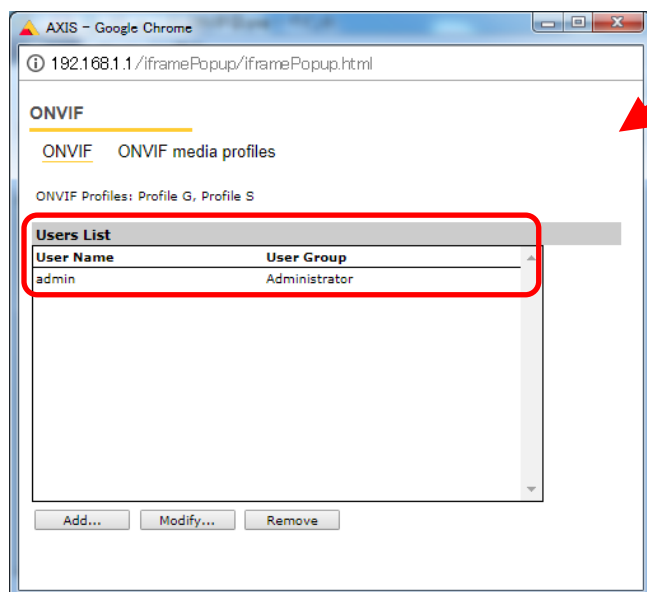 AXIS - Google Chrome
192.168.1.1/iframePopup/iframePopup.html
ONVIF
ONVIF ONVIF media profiles
ONVIF Profiles: Profile G, Profile S
Users List
User Name User Group
admin Administrator
Add... Modify... Remove